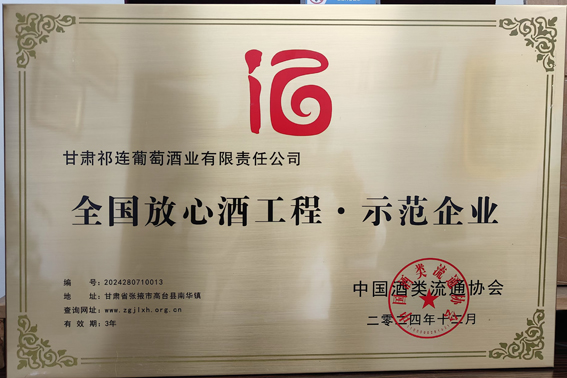 甘肃祁连葡萄酒业有限责任公司
全国放心酒工程·示范企业
编 号：2024280710013
地 址：甘肃省张掖市高台县南华镇
查询网址：www.zgjlxh.org.cn
有 效 期：3年
中国酒类流通协会
二〇二四年十二月